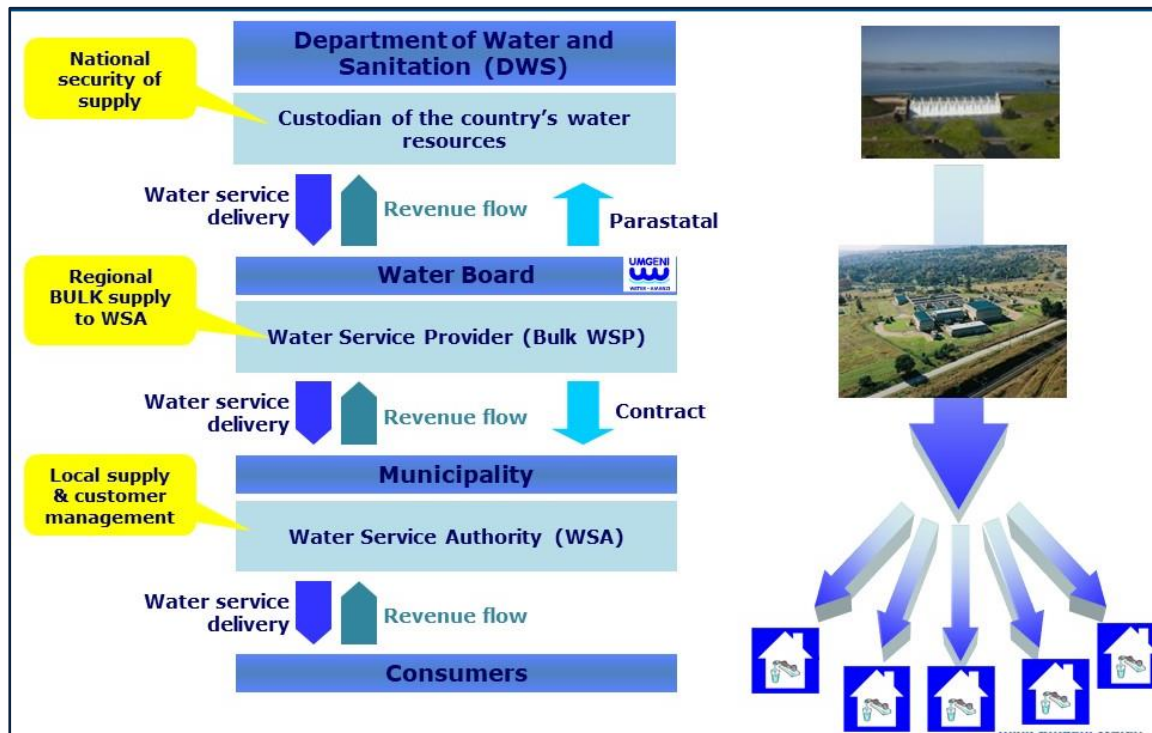 Department of Water and
Sanitation (DWS)
National
security of
supply
Custodian of the country's water
resources
Water service
delivery
Revenue flow
Parastatal
Regional
BULK supply
to WSA
Water Board
UMGENI
WATER • AMANZI
Water Service Provider (Bulk WSP)
Water service
delivery
Revenue flow
Contract
Local supply
& customer
management
Municipality
Water Service Authority (WSA)
Water service
delivery
Revenue flow
Consumers